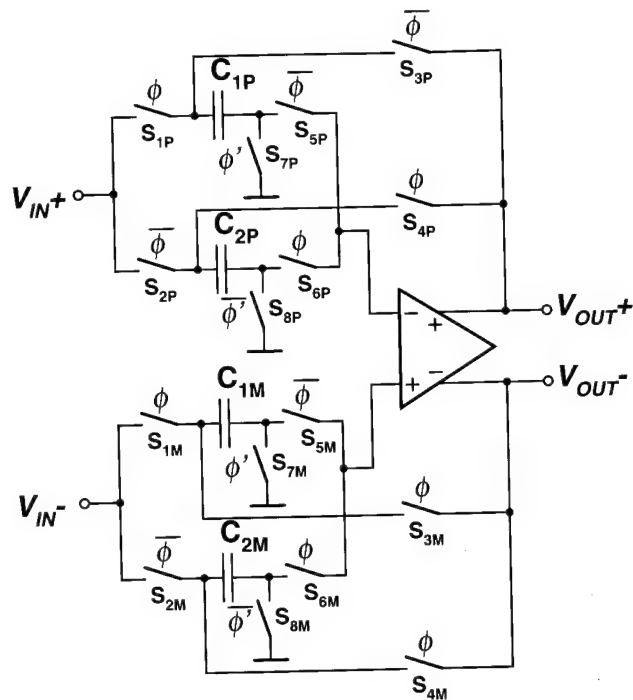 ϕ̅
S3P
C1P
ϕ
ϕ̅
S1P
S5P
ϕ'
S7P
VIN+
ϕ
S4P
C2P
ϕ̅
ϕ
S2P
S6P
ϕ̅'
S8P
− +
VOUT+
+ −
VOUT-
C1M
ϕ
ϕ̅
S1M
S5M
ϕ'
S7M
VIN-
ϕ
S3M
C2M
ϕ̅
ϕ
S2M
S6M
ϕ̅'
S8M
ϕ
S4M